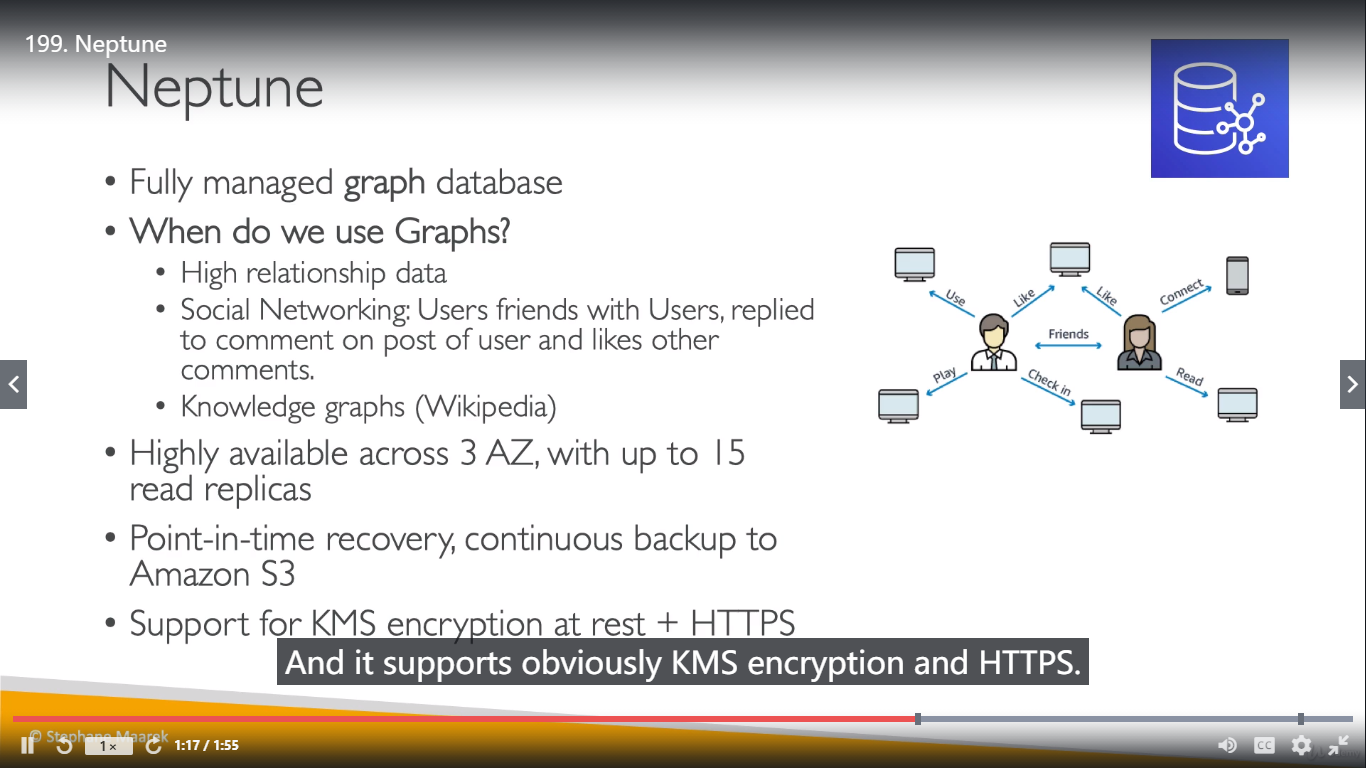 199. Neptune
Neptune
• Fully managed graph database
• When do we use Graphs?
• High relationship data
• Social Networking: Users friends with Users, replied
to comment on post of user and likes other
comments.
• Knowledge graphs (Wikipedia)
• Highly available across 3 AZ, with up to 15
read replicas
• Point-in-time recovery, continuous backup to
Amazon S3
• Support for KMS encryption at rest + HTTPS
Use
Like
Like
Connect
Friends
Play
Check in
Read
And it supports obviously KMS encryption and HTTPS.
© Stephane Maarek
1×
1:17 / 1:55
CC